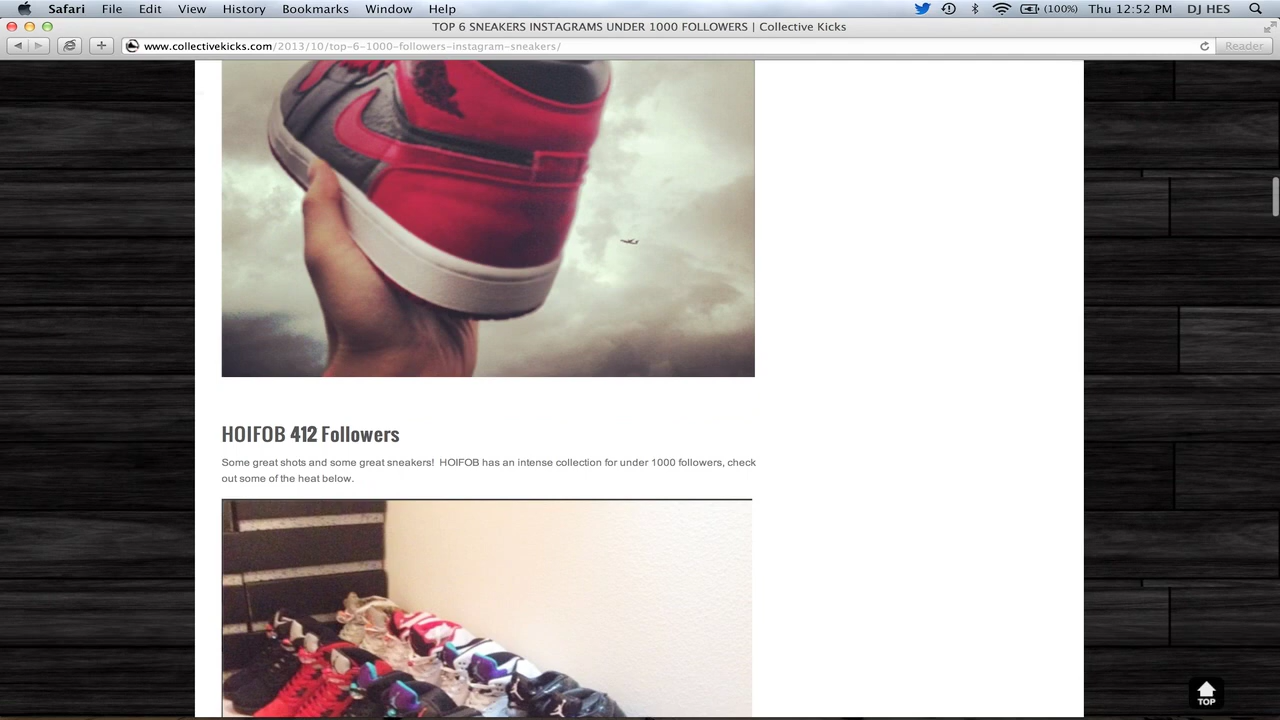 Safari File Edit View History Bookmarks Window Help (100%) Thu 12:52 PM DJ HES
TOP 6 SNEAKERS INSTAGRAMS UNDER 1000 FOLLOWERS | Collective Kicks
www.collectivekicks.com/2013/10/top-6-1000-followers-instagram-sneakers/ Reader
HOIFOB 412 Followers
Some great shots and some great sneakers! HOIFOB has an intense collection for under 1000 followers, check
out some of the heat below.
TOP